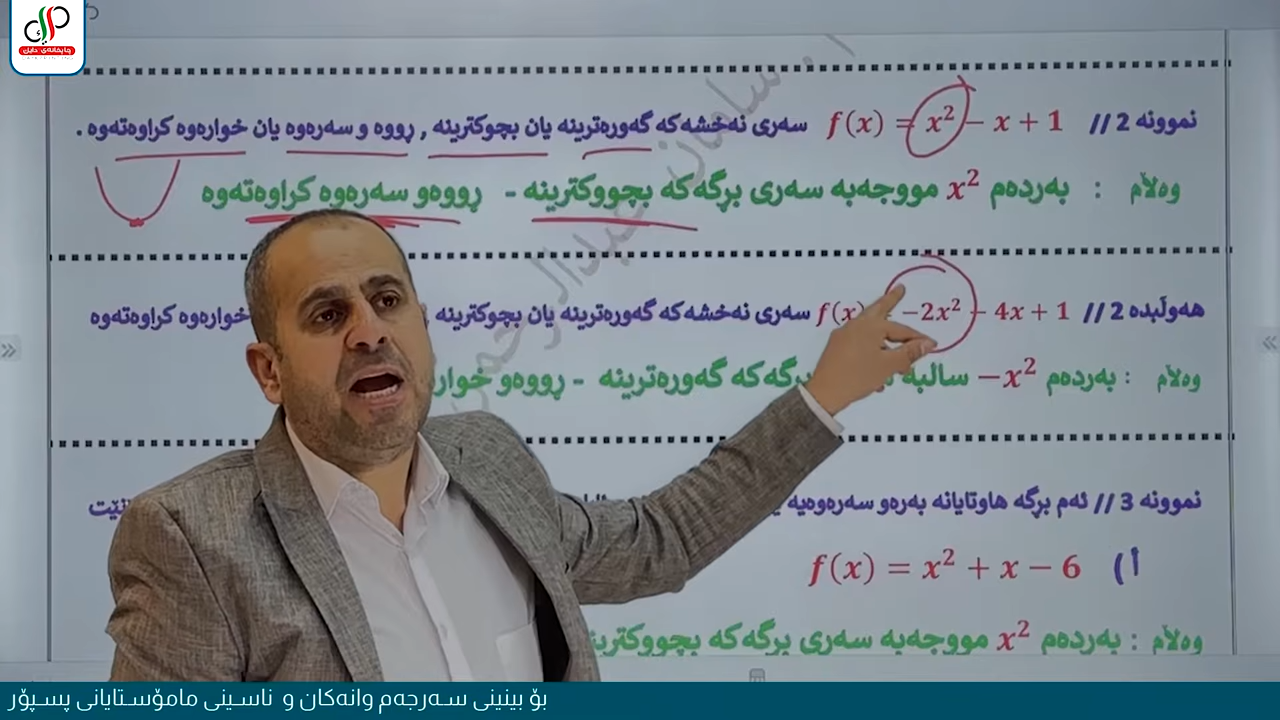 چاپخانەی دلێر
نموونە 2 // f(x) = x² − x + 1 سەری نەخشەکە گەورەترینە یان بچوکترینە , ڕووە و سەرەوە یان خوارەوە کراوەتەوە .
وەڵام : بەردەم x² مووجەبە سەری برگەکە بچووکترینە - ڕووەو سەرەوە کراوەتەوە
هەوڵبدە 2 // f(x) −2x² − 4x + 1 سەری نەخشەکە گەورەترینە یان بچوکترینە , خوارەوە کراوەتەوە
وەڵام : بەردەم −x² سالبە برگەکە گەورەترینە - ڕووەو
نموونە 3 // ئەم برگە هاوتایانە بەرەو سەرەوەیە
أ) f(x) = x² + x − 6
وەڵام : بەردەم x² مووجەبە سەری برگەکە
بۆ بینینی سەرجەم وانەکان و ناسینی مامۆستایانی پسپۆر